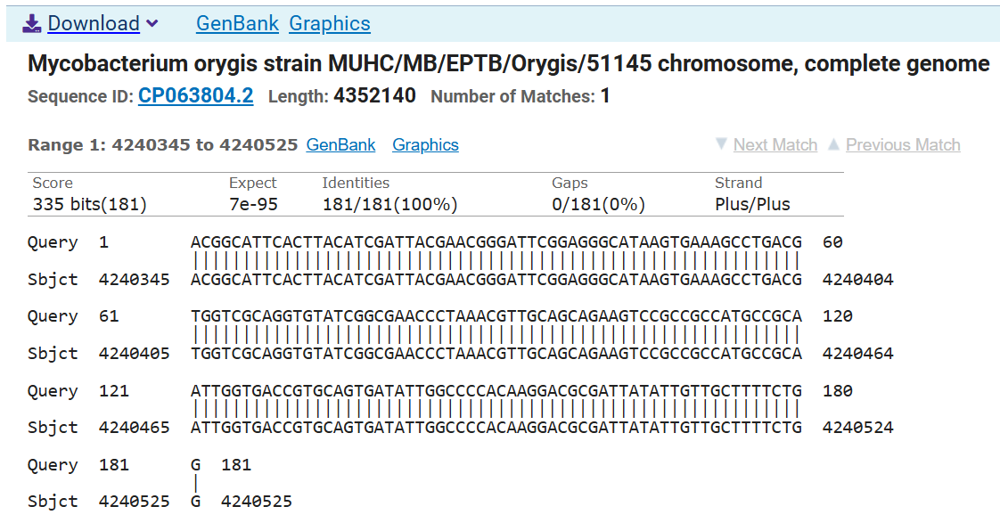 Download GenBank Graphics
Mycobacterium orygis strain MUHC/MB/EPTB/Orygis/51145 chromosome, complete genome
Sequence ID: CP063804.2 Length: 4352140 Number of Matches: 1
Range 1: 4240345 to 4240525 GenBank Graphics Next Match Previous Match
Score Expect Identities Gaps Strand
335 bits(181) 7e-95 181/181(100%) 0/181(0%) Plus/Plus
Query 1 ACGGCATTCACTTACATCGATTACGAACGGGATTCGGAGGGCATAAGTGAAAGCCTGACG 60
||||||||||||||||||||||||||||||||||||||||||||||||||||||||||||
Sbjct 4240345 ACGGCATTCACTTACATCGATTACGAACGGGATTCGGAGGGCATAAGTGAAAGCCTGACG 4240404
Query 61 TGGTCGCAGGTGTATCGGCGAACCCTAAACGTTGCAGCAGAAGTCCGCCGCCATGCCGCA 120
||||||||||||||||||||||||||||||||||||||||||||||||||||||||||||
Sbjct 4240405 TGGTCGCAGGTGTATCGGCGAACCCTAAACGTTGCAGCAGAAGTCCGCCGCCATGCCGCA 4240464
Query 121 ATTGGTGACCGTGCAGTGATATTGGCCCCACAAGGACGCGATTATATTGTTGCTTTTCTG 180
||||||||||||||||||||||||||||||||||||||||||||||||||||||||||||
Sbjct 4240465 ATTGGTGACCGTGCAGTGATATTGGCCCCACAAGGACGCGATTATATTGTTGCTTTTCTG 4240524
Query 181 G 181
|
Sbjct 4240525 G 4240525